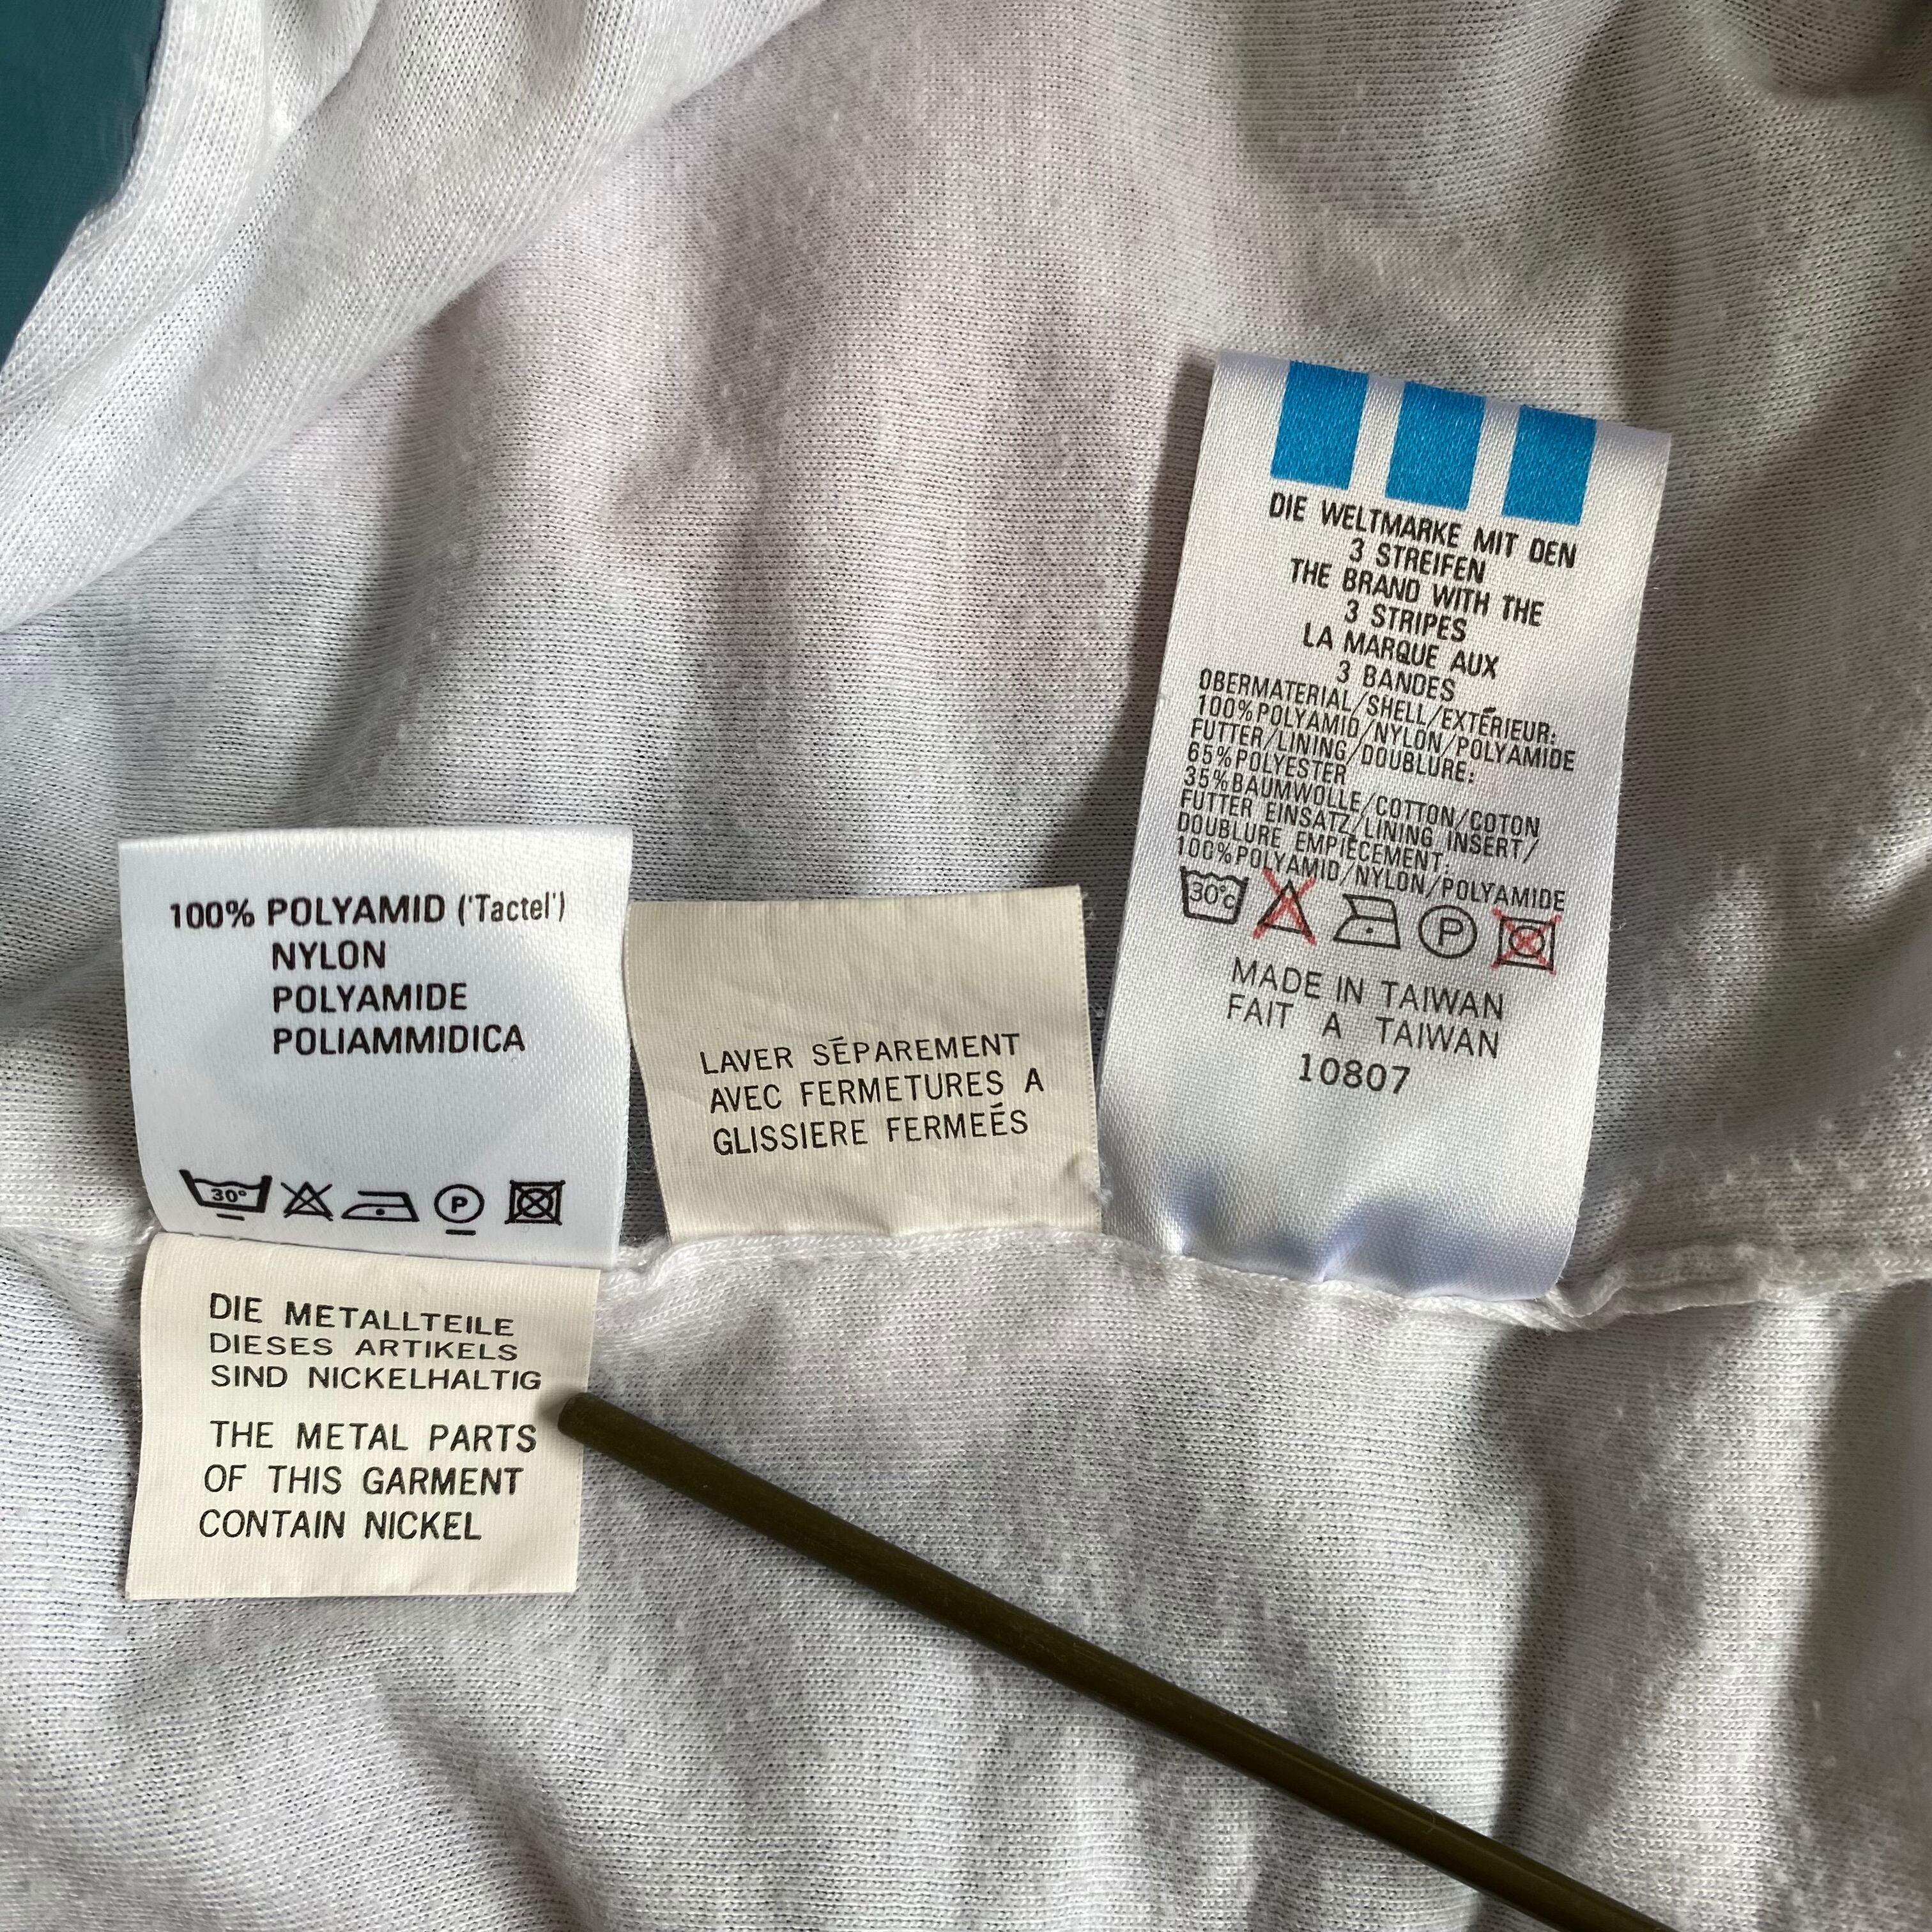 100% POLYAMID ('Tactel')
NYLON
POLYAMIDE
POLIAMMIDICA
30°
P
DIE METALLTEILE
DIESES ARTIKELS
SIND NICKELHALTIG
THE METAL PARTS
OF THIS GARMENT
CONTAIN NICKEL
LAVER SÉPAREMENT
AVEC FERMETURES A
GLISSIERE FERMEÉS
DIE WELTMARKE MIT DEN
3 STREIFEN
THE BRAND WITH THE
3 STRIPES
LA MARQUE AUX
3 BANDES
OBERMATERIAL/SHELL/EXTÉRIEUR:
100%POLYAMID/NYLON/POLYAMIDE
FUTTER/LINING/DOUBLURE:
65%POLYESTER
35%BAUMWOLLE/COTTON/COTON
FUTTER EINSATZ/LINING INSERT/
DOUBLURE EMPIÈCEMENT:
100%POLYAMID/NYLON/POLYAMIDE
30°C
P
MADE IN TAIWAN
FAIT A TAIWAN
10807